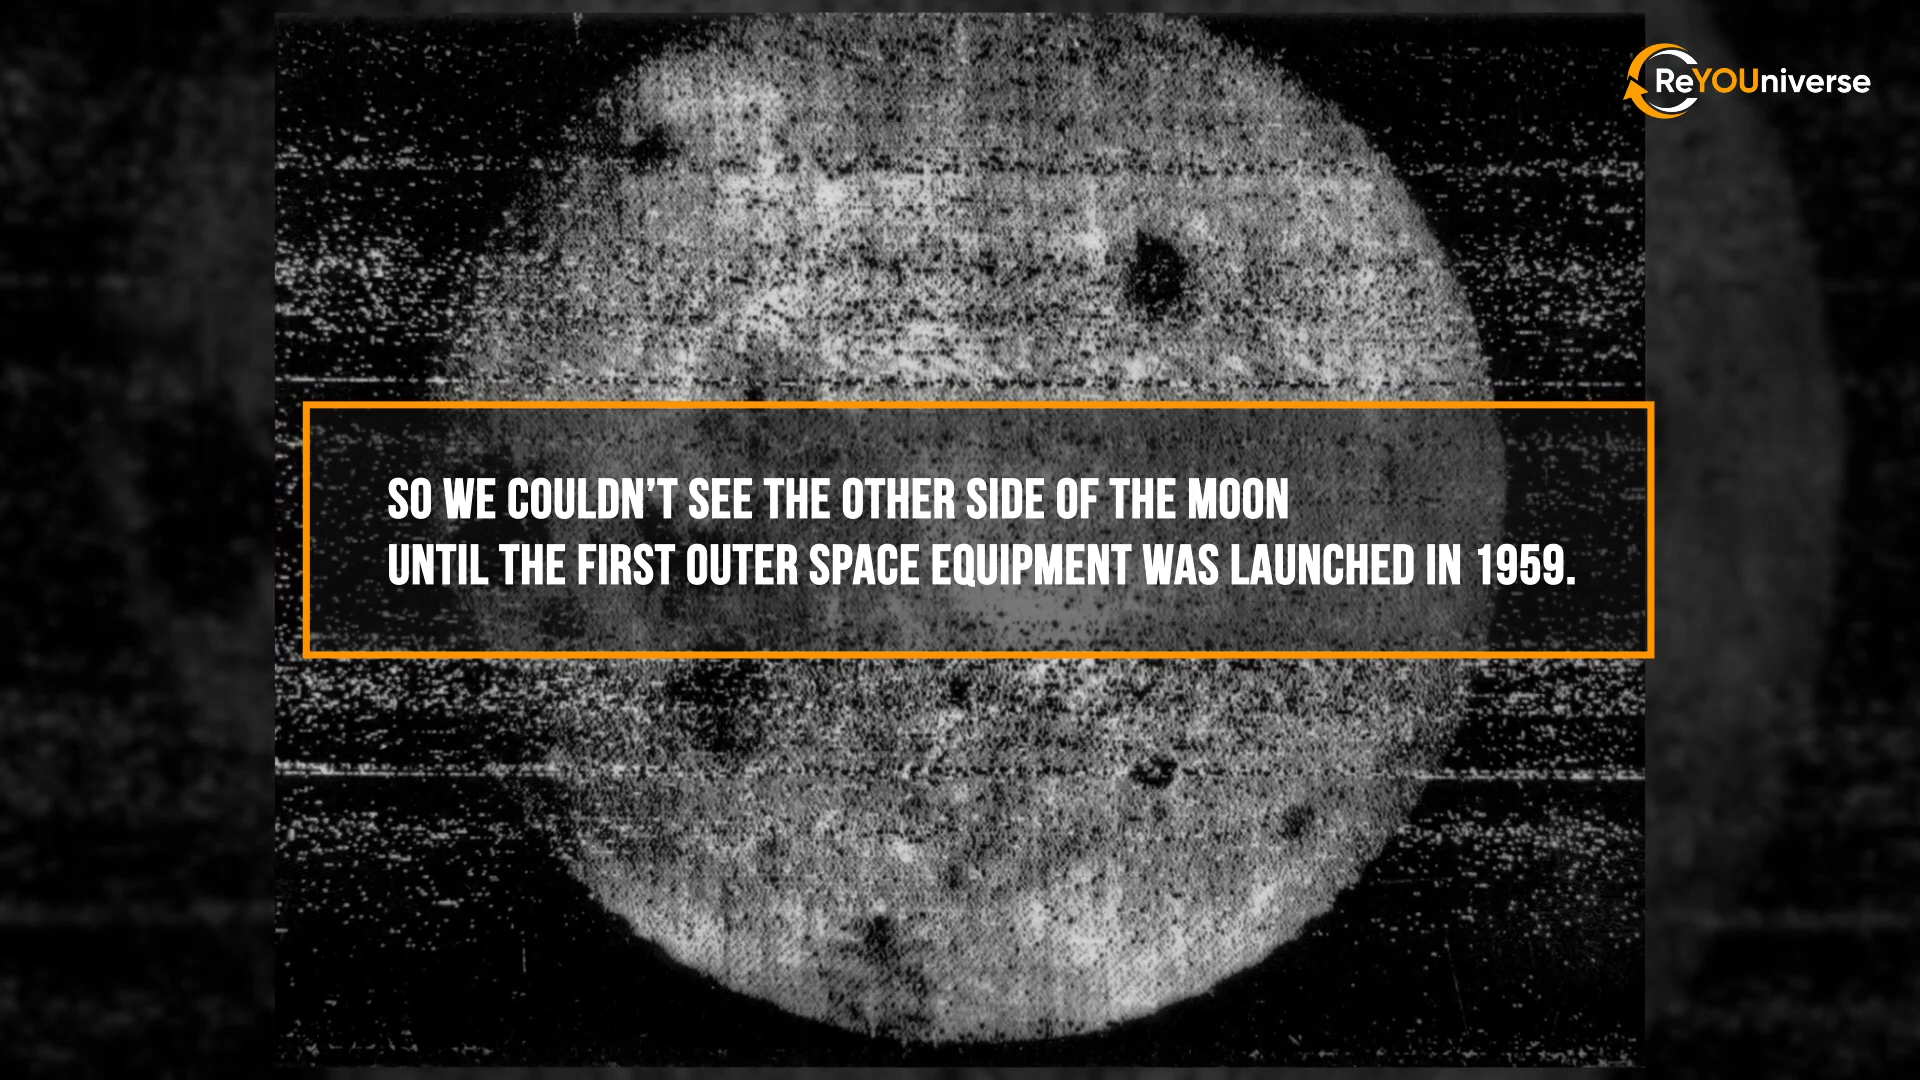 ReYOUniverse
SO WE COULDN'T SEE THE OTHER SIDE OF THE MOON
UNTIL THE FIRST OUTER SPACE EQUIPMENT WAS LAUNCHED IN 1959.